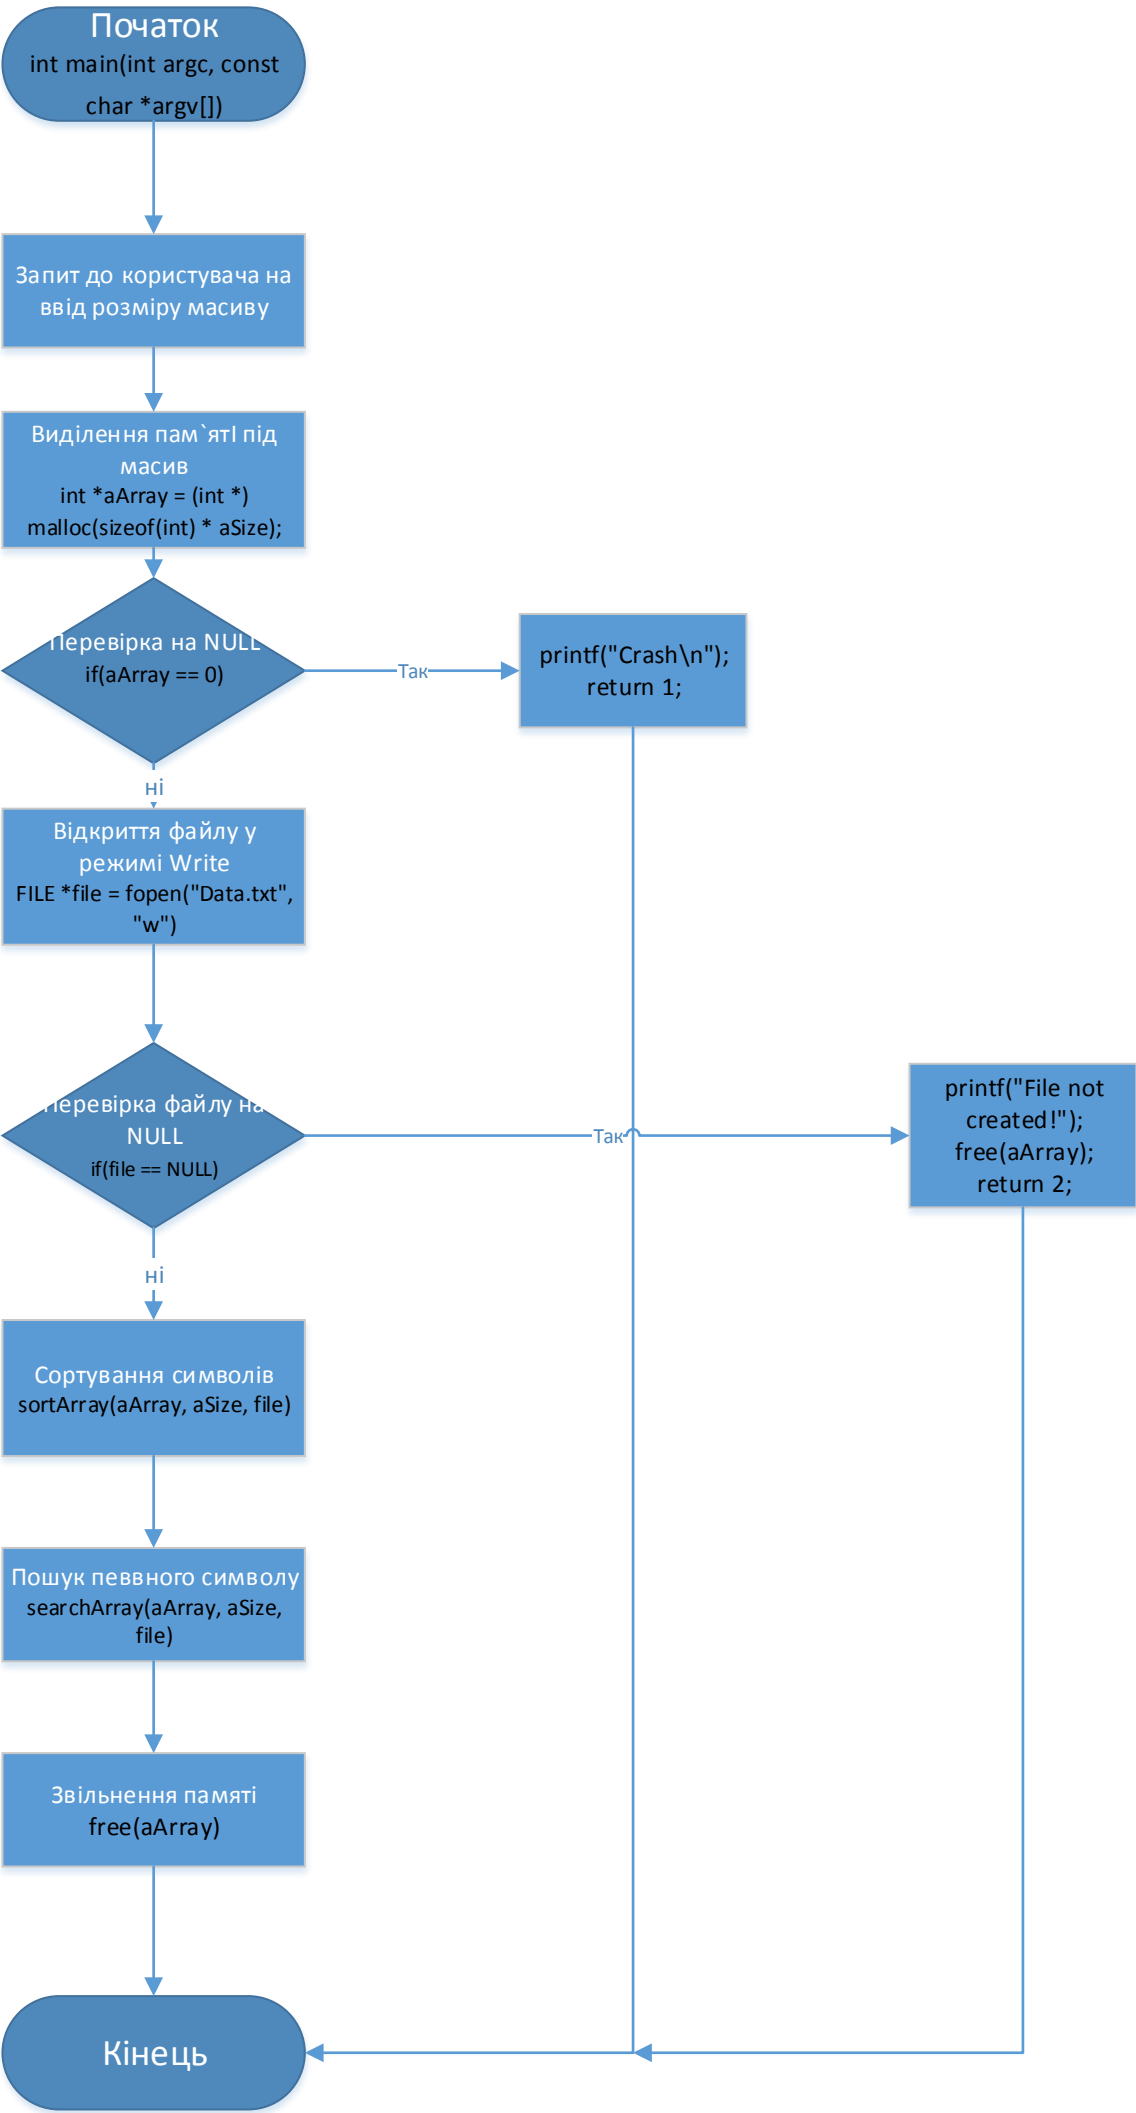 Початок
int main(int argc, const
char *argv[])
Запит до користувача на
ввід розміру масиву
Виділення пам`ятІ під
масив
int *aArray = (int *)
malloc(sizeof(int) * aSize);
Перевірка на NULL
if(aArray == 0)
Так
printf("Crash\n");
return 1;
ні
Відкриття файлу у
режимі Write
FILE *file = fopen("Data.txt",
"w")
Перевірка файлу на
NULL
if(file == NULL)
Так
printf("File not
created!");
free(aArray);
return 2;
ні
Сортування символів
sortArray(aArray, aSize, file)
Пошук певвного символу
searchArray(aArray, aSize,
file)
Звільнення памяті
free(aArray)
Кінець